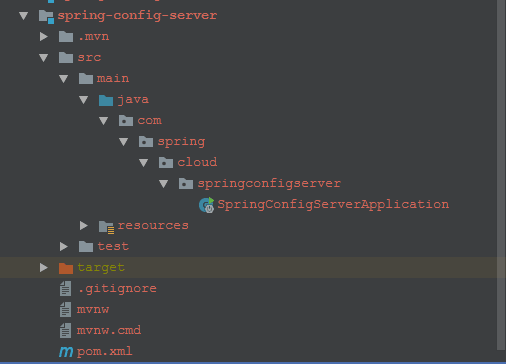 spring-config-server
.mvn
src
main
java
com
spring
cloud
springconfigserver
SpringConfigServerApplication
resources
test
target
.gitignore
mvnw
mvnw.cmd
pom.xml